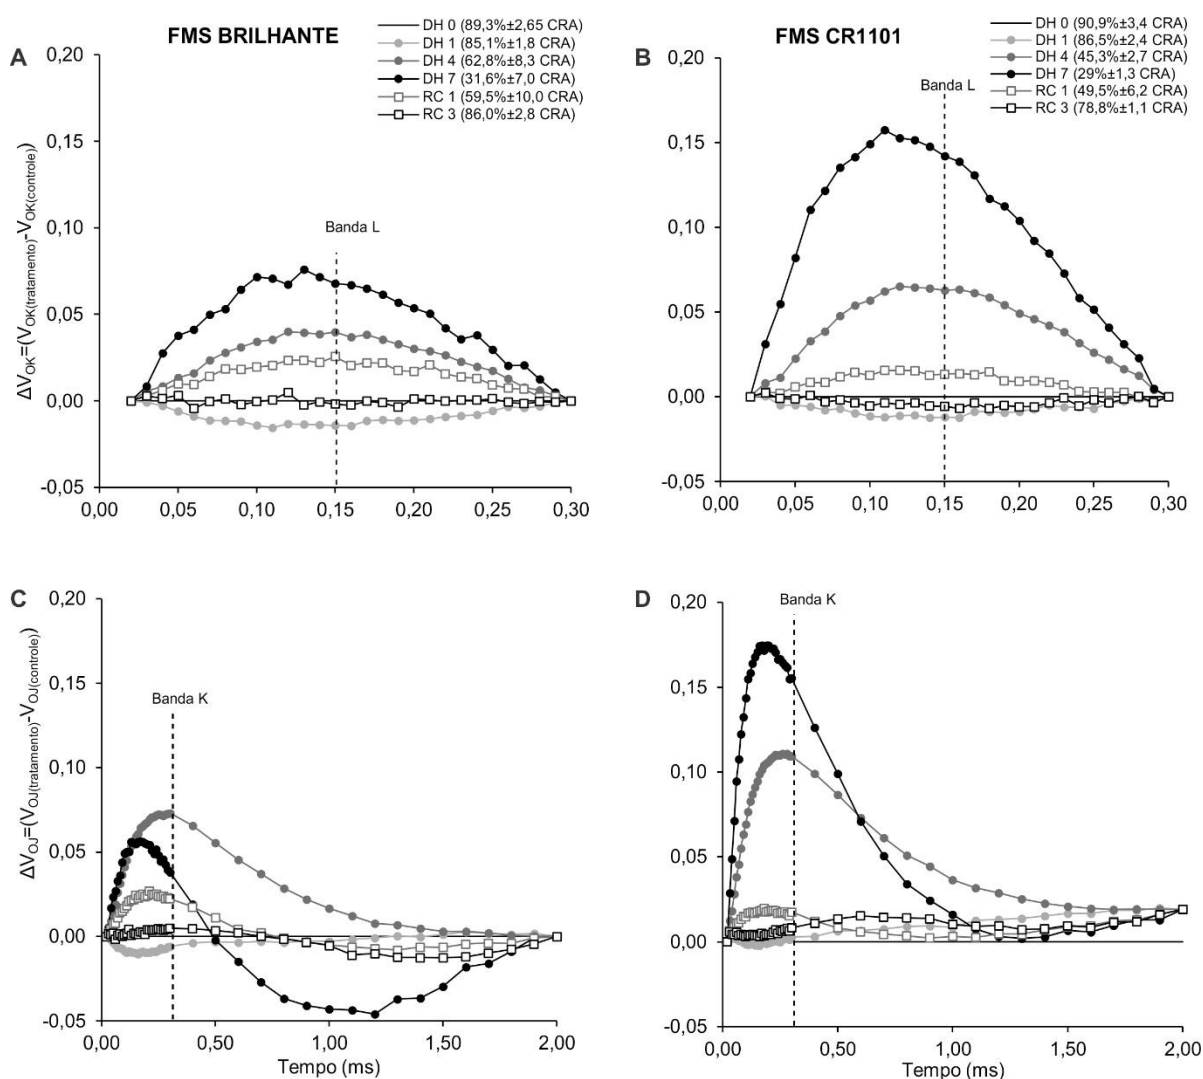 A
FMS BRILHANTE
DH 0 (89,3%±2,65 CRA)
DH 1 (85,1%±1,8 CRA)
DH 4 (62,8%±8,3 CRA)
DH 7 (31,6%±7,0 CRA)
RC 1 (59,5%±10,0 CRA)
RC 3 (86,0%±2,8 CRA)
0,20
0,15
0,10
0,05
0,00
-0,05
ΔVOK=(VOK(tratamento)-VOK(controle))
Banda L
0,00 0,05 0,10 0,15 0,20 0,25 0,30
B
FMS CR1101
DH 0 (90,9%±3,4 CRA)
DH 1 (86,5%±2,4 CRA)
DH 4 (45,3%±2,7 CRA)
DH 7 (29%±1,3 CRA)
RC 1 (49,5%±6,2 CRA)
RC 3 (78,8%±1,1 CRA)
0,20
0,15
0,10
0,05
0,00
-0,05
Banda L
0,00 0,05 0,10 0,15 0,20 0,25 0,30
C
0,20
0,15
0,10
0,05
0,00
-0,05
ΔVOJ=(VOJ(tratamento)-VOJ(controle))
Banda K
0,00 0,50 1,00 1,50 2,00
Tempo (ms)
D
0,20
0,15
0,10
0,05
0,00
-0,05
Banda K
0,00 0,50 1,00 1,50 2,00
Tempo (ms)